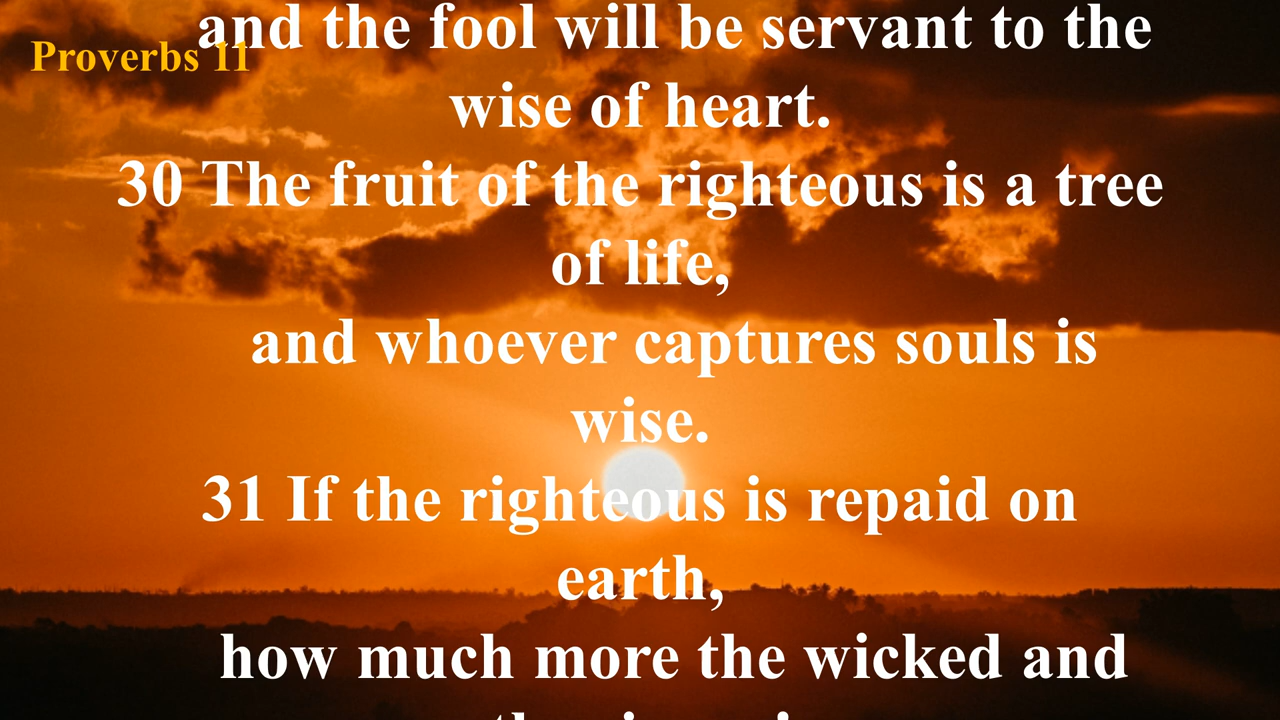 and the fool will be servant to the
Proverbs 11
wise of heart.
30 The fruit of the righteous is a tree
of life,
and whoever captures souls is
wise.
31 If the righteous is repaid on
earth,
how much more the wicked and